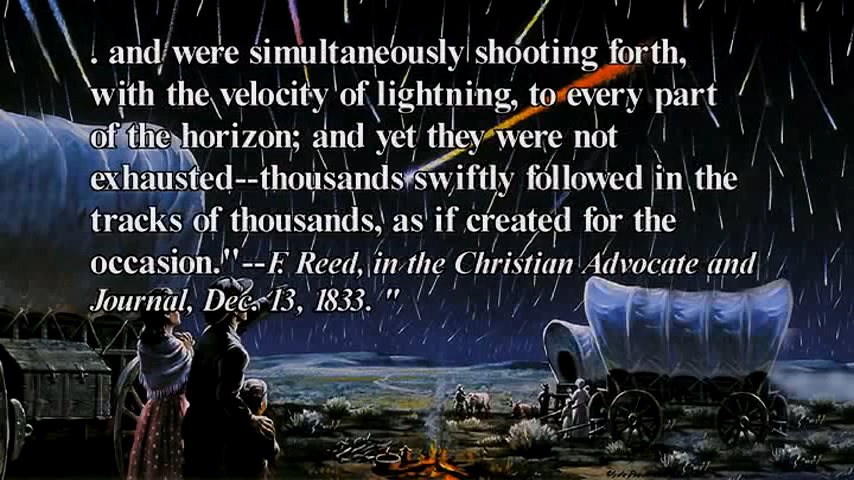 . and were simultaneously shooting forth,
with the velocity of lightning, to every part
of the horizon; and yet they were not
exhausted--thousands swiftly followed in the
tracks of thousands, as if created for the
occasion."--F. Reed, in the Christian Advocate and
Journal, Dec. 13, 1833. "